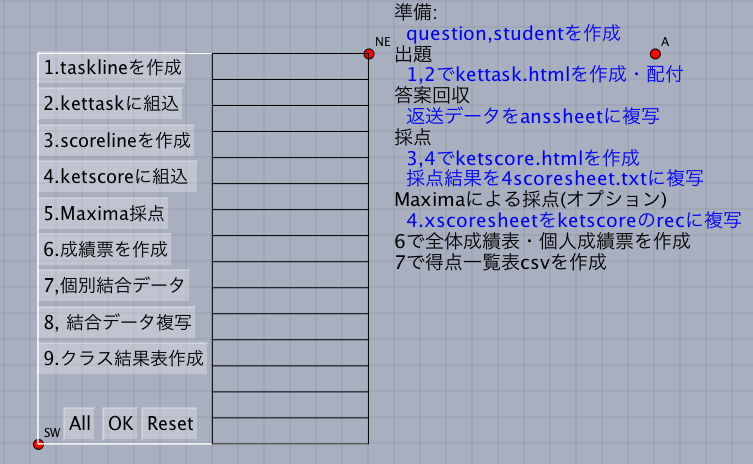 1.tasklineを作成
2.kettaskに組込
3.scorelineを作成
4.ketscoreに組込
5.Maxima採点
6.成績票を作成
7,個別結合データ
8, 結合データ複写
9.クラス結果表作成
SW
All
OK
Reset
NE
A
準備:
question,studentを作成
出題
1,2でkettask.htmlを作成・配付
答案回収
返送データをanssheetに複写
採点
3,4でketscore.htmlを作成
採点結果を4scoresheet.txtに複写
Maximaによる採点(オプション)
4.xscoresheetをketscoreのrecに複写
6で全体成績表・個人成績票を作成
7で得点一覧表csvを作成